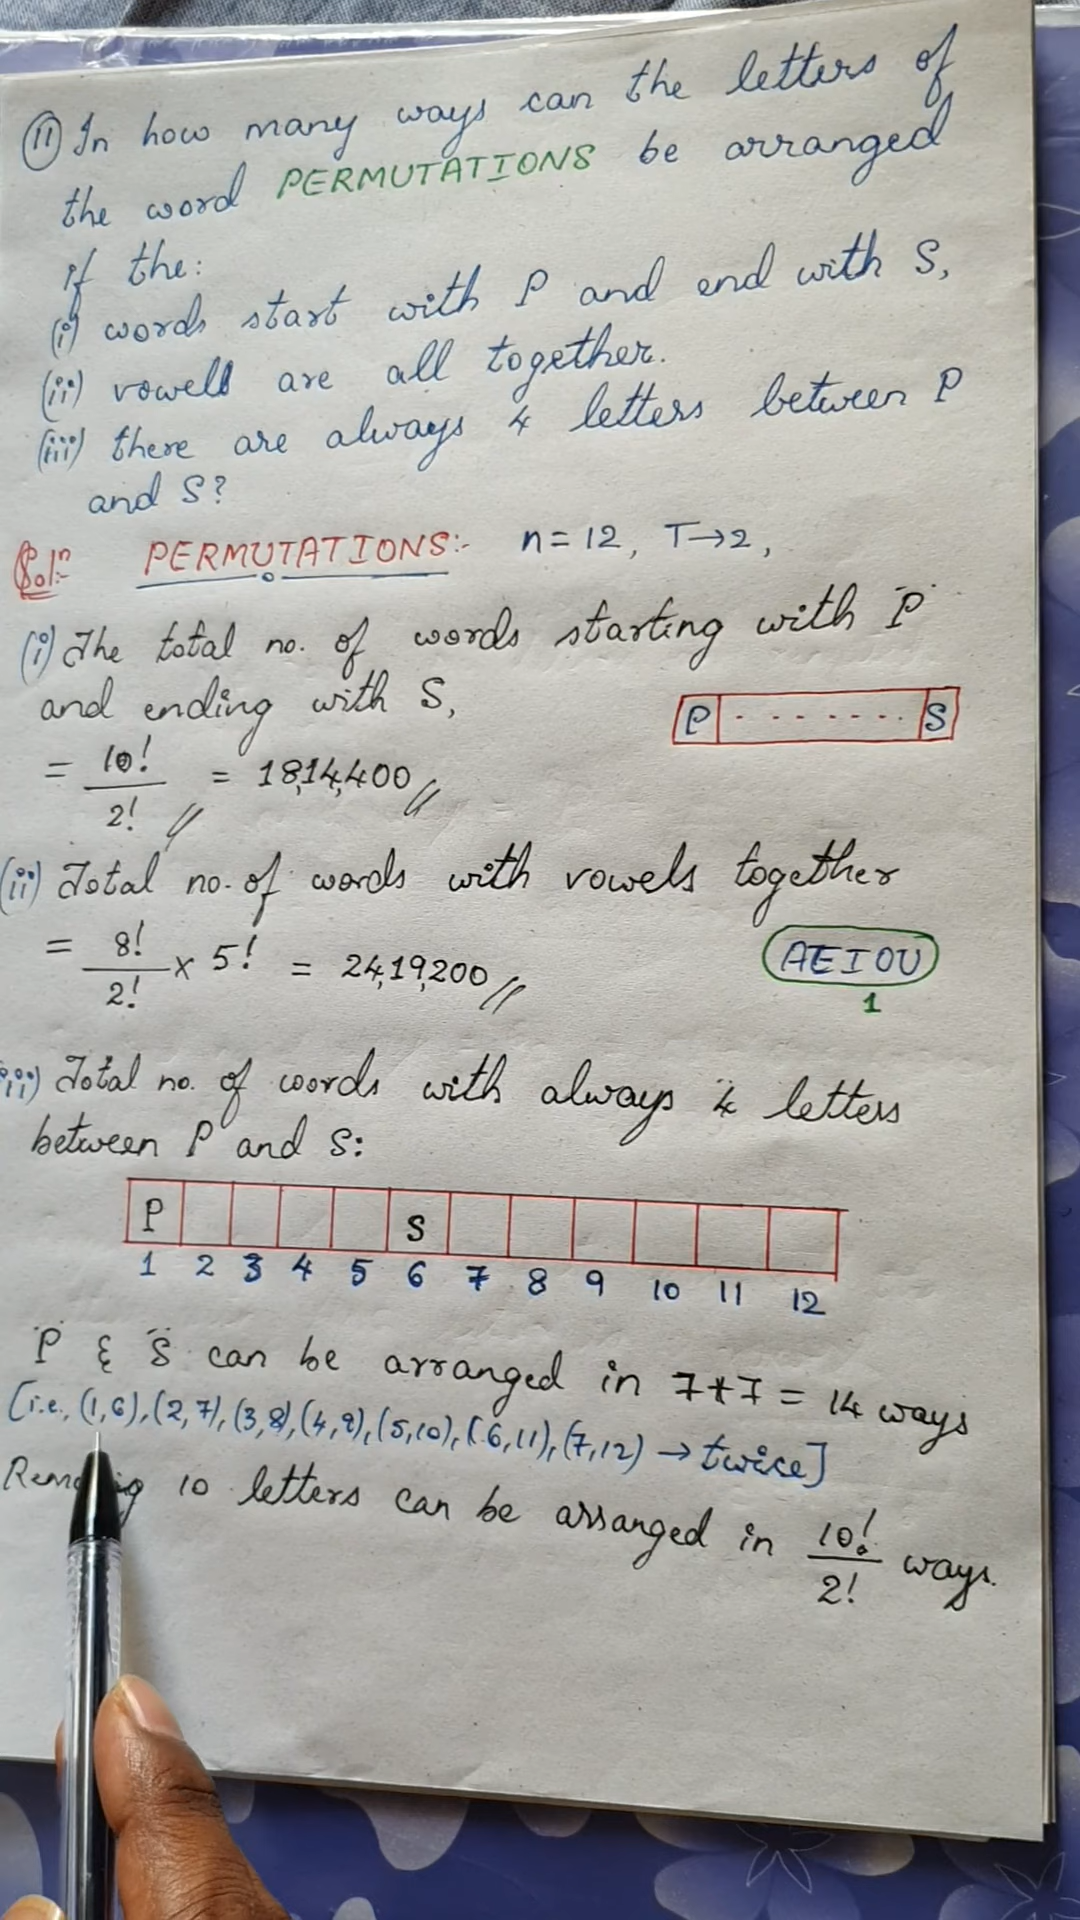 (11) In how many ways can the letters of
the word PERMUTATIONS be arranged
if the:
(i) words start with P and end with S,
(ii) vowels are all together.
(iii) there are always 4 letters between P
and S?
Sol:n PERMUTATIONS:- n=12, T→2,
(i) The total no. of words starting with 'P'
and ending with S,
P ........ S
= 10!/2! = 18,14,400//
(ii) Total no. of words with vowels together
= 8!/2! × 5! = 24,19,200//
AEIOU
1
iii) Total no. of words with always 4 letters
between P and S:
P S
1 2 3 4 5 6 7 8 9 10 11 12
'P' & 'S' can be arranged in 7+7 = 14 ways
[i.e., (1,6), (2,7), (3,8), (4,9), (5,10), (6,11), (7,12) → twice]
10 letters can be arranged in 10!/2! ways.